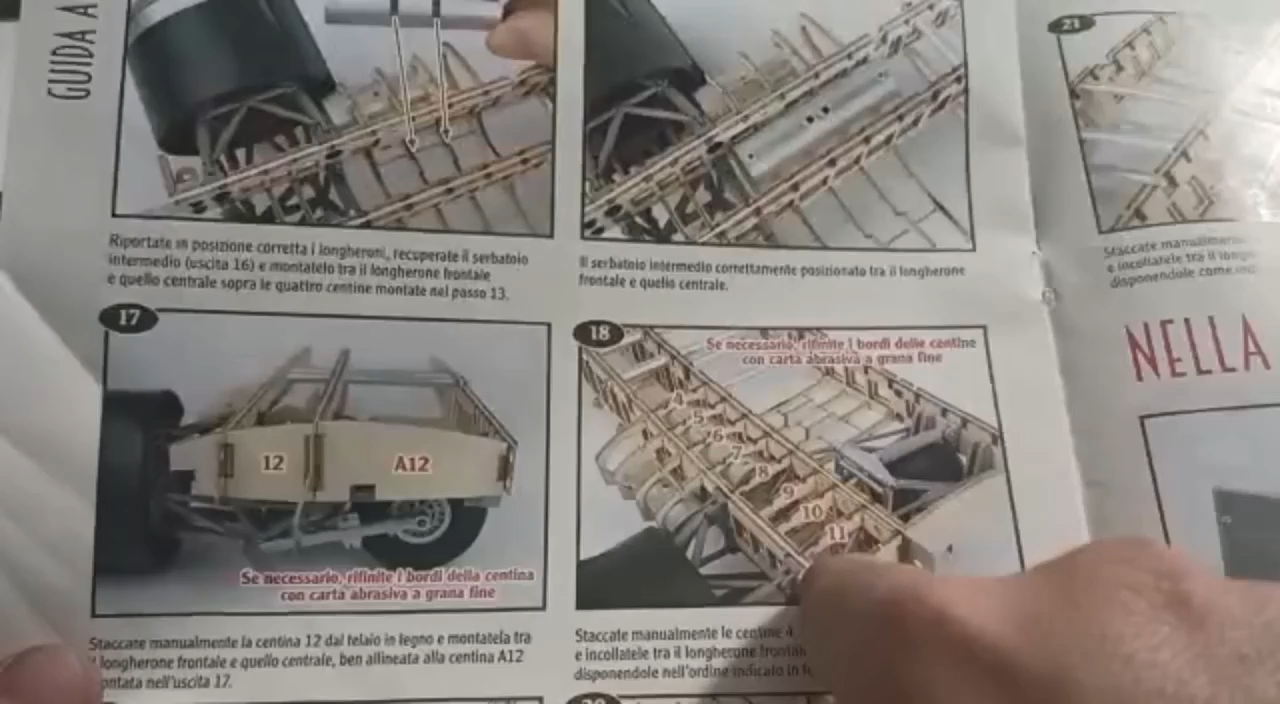 GUIDA A
Riportate in posizione corretta i longheroni, recuperate il serbatoio
intermedio (uscita 16) e montatelo tra il longherone frontale
e quello centrale sopra le quattro centine montate nel passo 13.
Il serbatoio intermedio correttamente posizionato tra il longherone
frontale e quello centrale.
17
12
A12
Se necessario, rifinite i bordi della centina
con carta abrasiva a grana fine
Staccate manualmente la centina 12 dal telaio in legno e montatela tra
longherone frontale e quello centrale, ben allineata alla centina A12
ontata nell'uscita 17.
18
Se necessario, rifinite i bordi delle centine
con carta abrasiva a grana fine
4
5
6
7
8
9
10
11
Staccate manualmente le centine 4,
e incollatele tra il longherone frontale
disponendole nell'ordine indicato in
20
21
Staccate manualmente
e incollatele tra il
disponendole come
NELLA